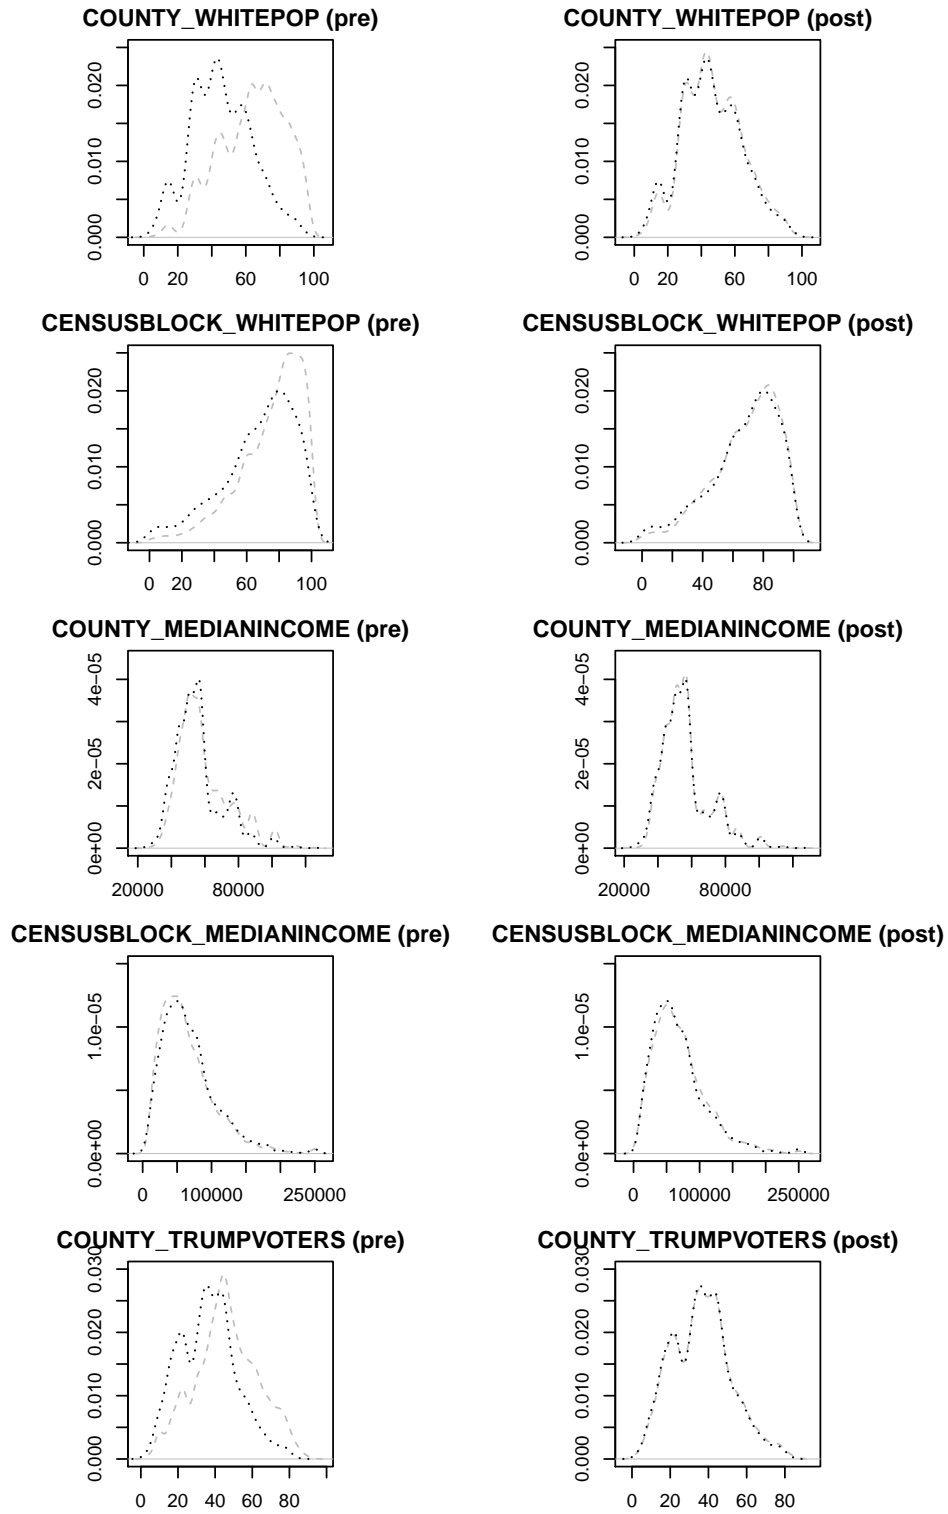 COUNTY_WHITEPOP (pre)
0.000 0.010 0.020
0 20 60 100
COUNTY_WHITEPOP (post)
0.000 0.010 0.020
0 20 60 100
CENSUSBLOCK_WHITEPOP (pre)
0.000 0.010 0.020
0 20 60 100
CENSUSBLOCK_WHITEPOP (post)
0.000 0.010 0.020
0 40 80
COUNTY_MEDIANINCOME (pre)
0e+00 2e−05 4e−05
20000 80000
COUNTY_MEDIANINCOME (post)
0e+00 2e−05 4e−05
20000 80000
CENSUSBLOCK_MEDIANINCOME (pre)
0.0e+00 1.0e−05
0 100000 250000
CENSUSBLOCK_MEDIANINCOME (post)
0.0e+00 1.0e−05
0 100000 250000
COUNTY_TRUMPVOTERS (pre)
0.000 0.010 0.020 0.030
0 20 40 60 80
COUNTY_TRUMPVOTERS (post)
0.000 0.010 0.020 0.030
0 20 40 60 80